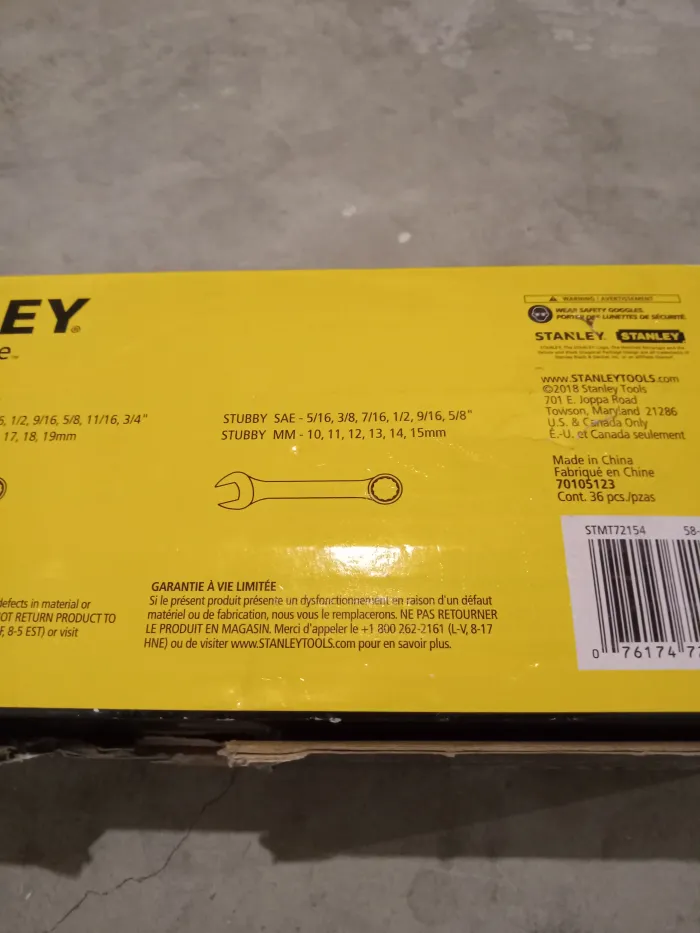 EY®
e™
, 1/2, 9/16, 5/8, 11/16, 3/4"
17, 18, 19mm
STUBBY SAE - 5/16, 3/8, 7/16, 1/2, 9/16, 5/8"
STUBBY MM - 10, 11, 12, 13, 14, 15mm
efects in material or
OT RETURN PRODUCT TO
F, 8-5 EST) or visit
GARANTIE À VIE LIMITÉE
Si le présent produit présente un dysfonctionnement en raison d'un défaut
matériel ou de fabrication, nous vous le remplacerons. NE PAS RETOURNER
LE PRODUIT EN MAGASIN. Merci d'appeler le +1 800 262-2161 (L-V, 8-17
HNE) ou de visiter www.STANLEYTOOLS.com pour en savoir plus.
WARNING / AVERTISSEMENT
WEAR SAFETY GOGGLES.
PORTER DES LUNETTES DE SÉCURITÉ.
STANLEY. STANLEY
www.STANLEYTOOLS.com
©2018 Stanley Tools
701 E. Joppa Road
Towson, Maryland 21286
U.S. & Canada Only
É.-U. et Canada seulement
Made in China
Fabriqué en Chine
70105123
Cont. 36 pcs./pzas
STMT72154 58-
0 76174 7